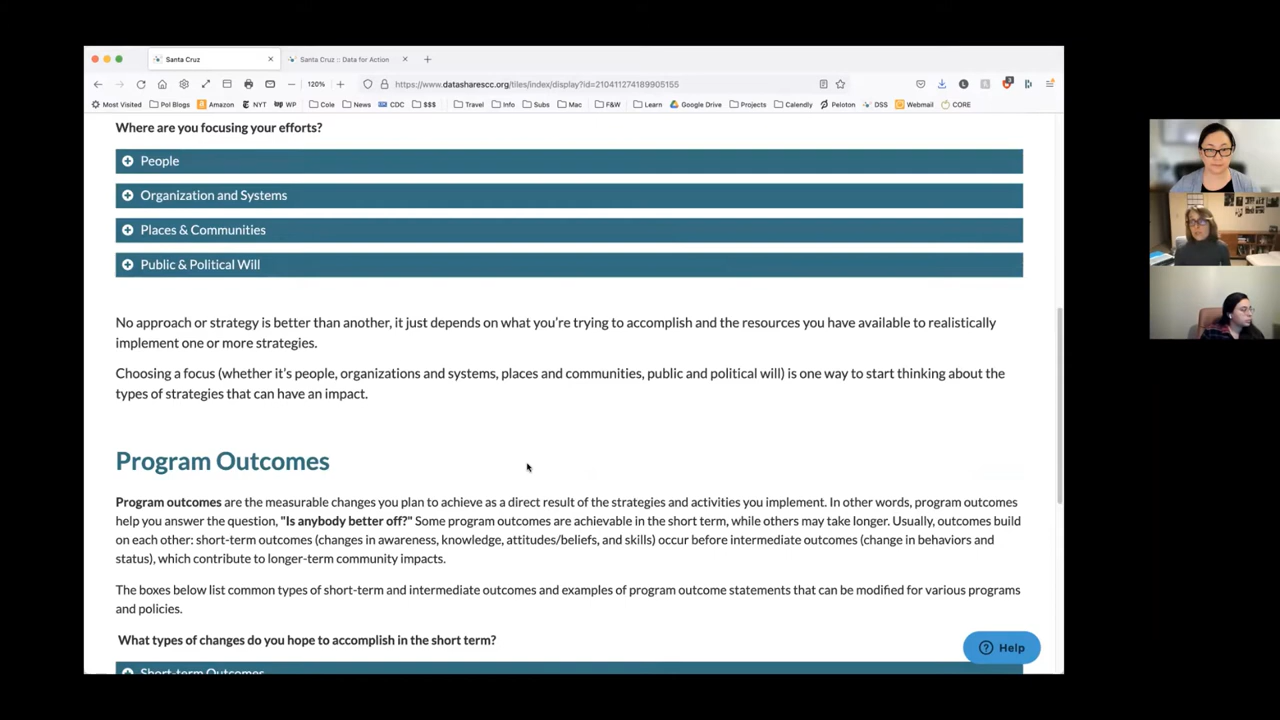 Santa Cruz
Santa Cruz :: Data for Action
120%
https://www.datasharescc.org/tiles/index/display?id=210411274189905155
Most Visited Pol Blogs Amazon NYT WP Cole News CDC $$$ Travel Info Subs Mac F&W Learn Google Drive Projects Calendly Peloton DSS Webmail CORE
Where are you focusing your efforts?
People
Organization and Systems
Places & Communities
Public & Political Will
No approach or strategy is better than another, it just depends on what you're trying to accomplish and the resources you have available to realistically
implement one or more strategies.
Choosing a focus (whether it's people, organizations and systems, places and communities, public and political will) is one way to start thinking about the
types of strategies that can have an impact.
Program Outcomes
Program outcomes are the measurable changes you plan to achieve as a direct result of the strategies and activities you implement. In other words, program outcomes
help you answer the question, "Is anybody better off?" Some program outcomes are achievable in the short term, while others may take longer. Usually, outcomes build
on each other: short-term outcomes (changes in awareness, knowledge, attitudes/beliefs, and skills) occur before intermediate outcomes (change in behaviors and
status), which contribute to longer-term community impacts.
The boxes below list common types of short-term and intermediate outcomes and examples of program outcome statements that can be modified for various programs
and policies.
What types of changes do you hope to accomplish in the short term?
Help
Short-term Outcomes